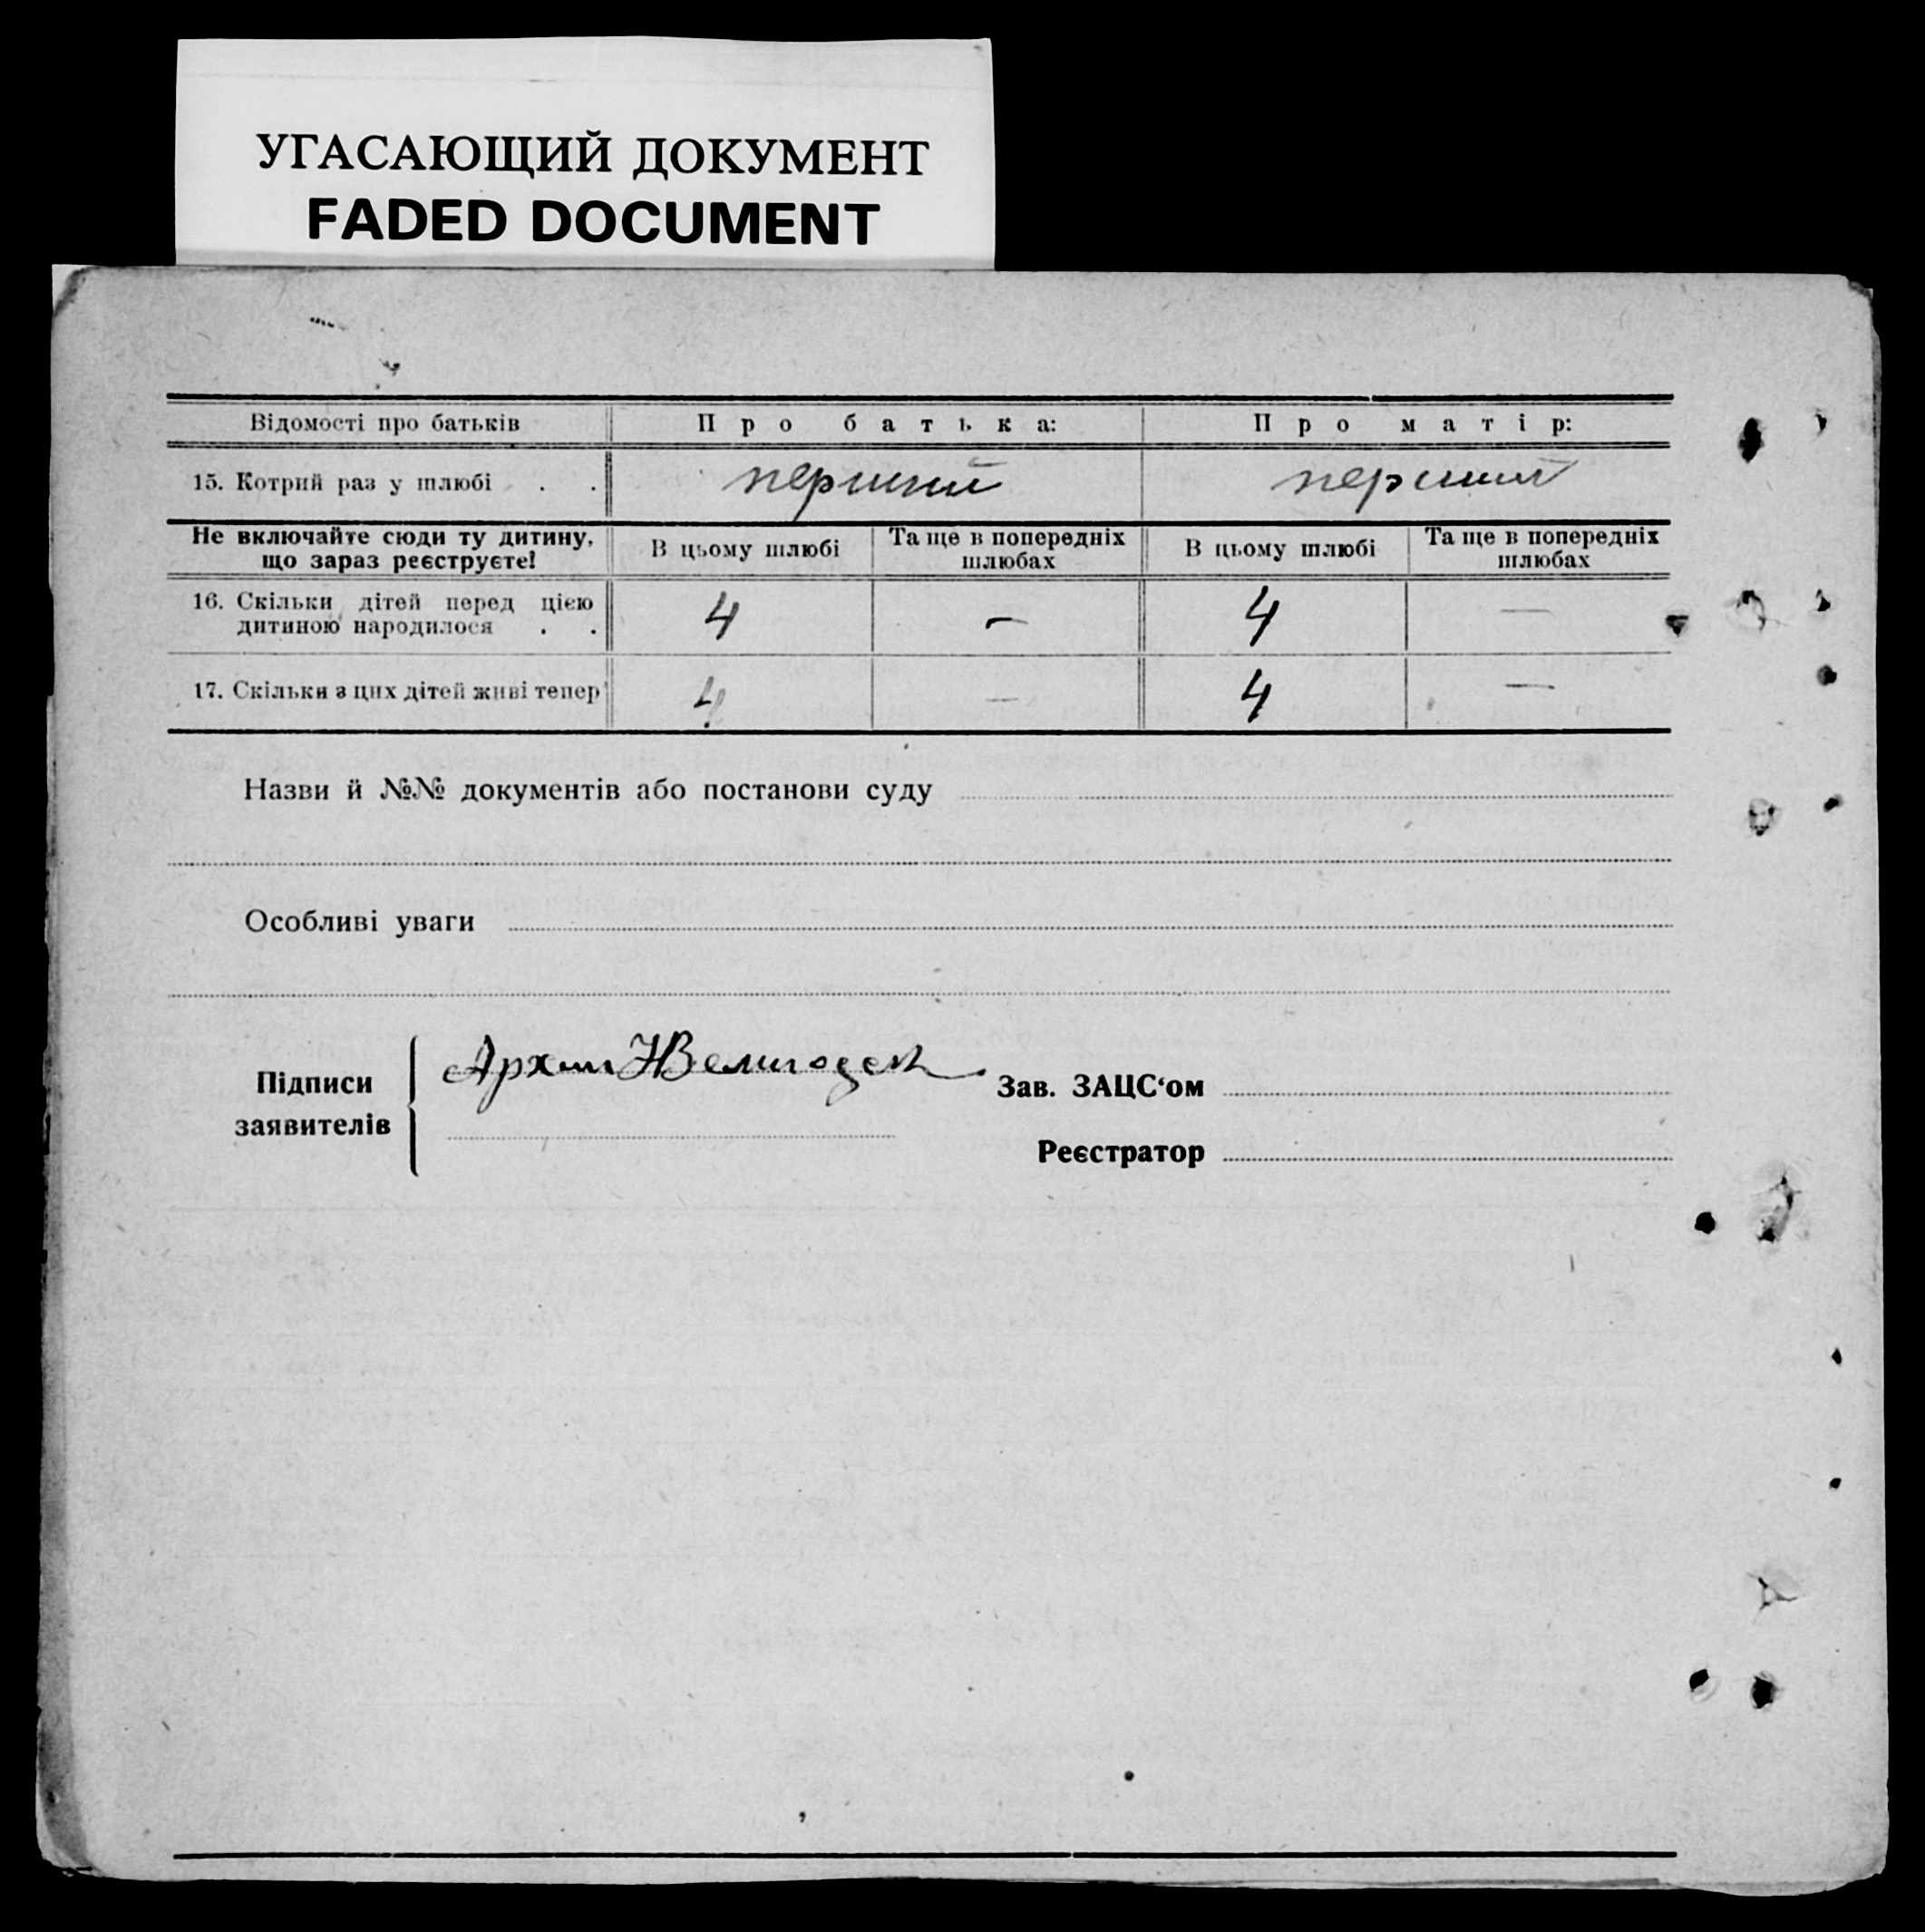 УГАСАЮЩИЙ ДОКУМЕНТ
FADED DOCUMENT
Відомості про батьків Про батька: Про матір:
15. Котрий раз у шлюбі . . перший перший
Не включайте сюди ту дитину, що зараз реєструєте! В цьому шлюбі Та ще в попередніх шлюбах В цьому шлюбі Та ще в попередніх шлюбах
16. Скільки дітей перед цією дитиною народилося . . 4 – 4 —
17. Скільки з цих дітей живі тепер 4 — 4 —
Назви й №№ документів або постанови суду
Особливі уваги
Підписи заявителів
Зав. ЗАЦС‘ом
Реєстратор